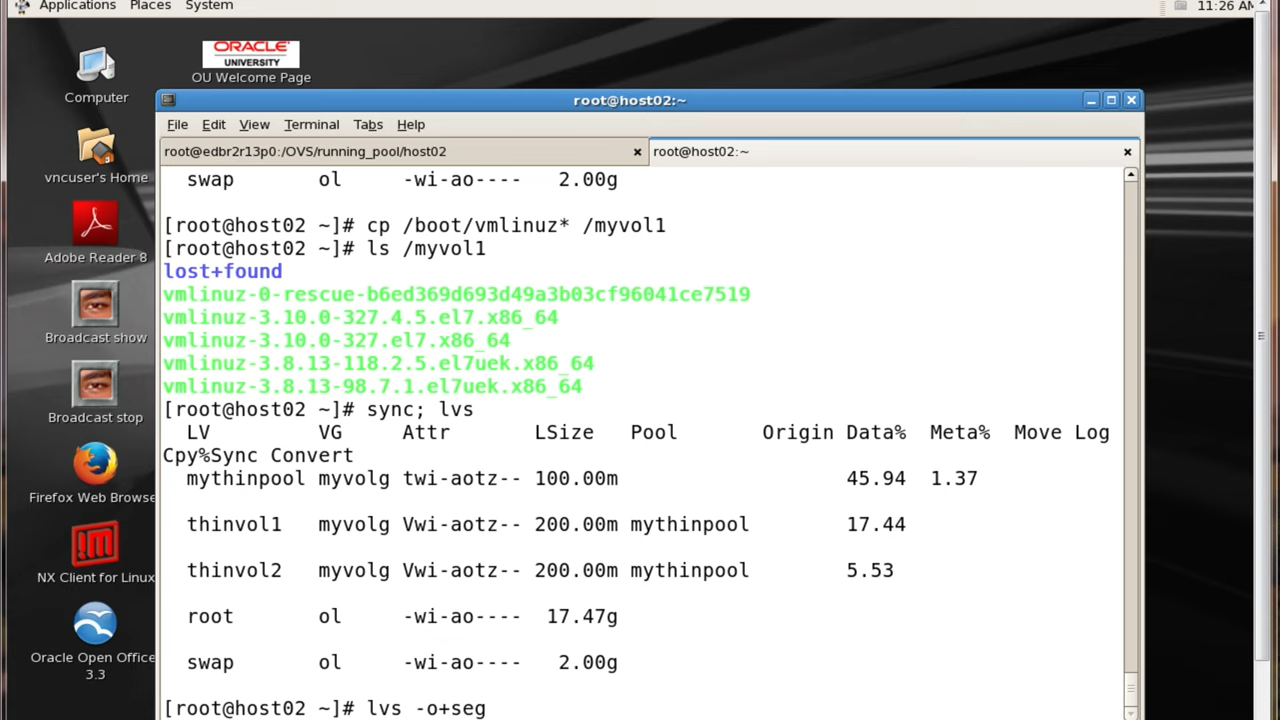 Applications Places System 11:26 AM
ORACLE
UNIVERSITY
OU Welcome Page
Computer
vncuser's Home
Adobe Reader 8
Broadcast show
Broadcast stop
Firefox Web Browse
NX Client for Linux
Oracle Open Office
3.3
root@host02:~
File Edit View Terminal Tabs Help
root@edbr2r13p0:/OVS/running_pool/host02 root@host02:~
swap ol -wi-ao---- 2.00g
[root@host02 ~]# cp /boot/vmlinuz* /myvol1
[root@host02 ~]# ls /myvol1
lost+found
vmlinuz-0-rescue-b6ed369d693d49a3b03cf96041ce7519
vmlinuz-3.10.0-327.4.5.el7.x86_64
vmlinuz-3.10.0-327.el7.x86_64
vmlinuz-3.8.13-118.2.5.el7uek.x86_64
vmlinuz-3.8.13-98.7.1.el7uek.x86_64
[root@host02 ~]# sync; lvs
LV VG Attr LSize Pool Origin Data% Meta% Move Log
Cpy%Sync Convert
mythinpool myvolg twi-aotz-- 100.00m 45.94 1.37
thinvol1 myvolg Vwi-aotz-- 200.00m mythinpool 17.44
thinvol2 myvolg Vwi-aotz-- 200.00m mythinpool 5.53
root ol -wi-ao---- 17.47g
swap ol -wi-ao---- 2.00g
[root@host02 ~]# lvs -o+seg